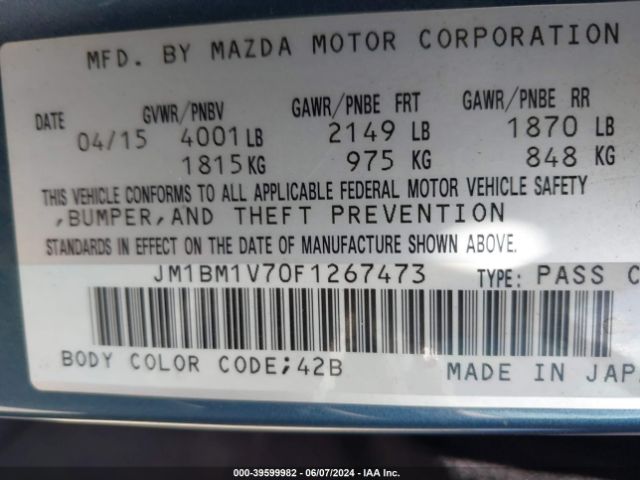 MFD. BY MAZDA MOTOR CORPORATION
DATE GVWR/PNBV GAWR/PNBE FRT GAWR/PNBE RR
04/15 4001 LB 2149 LB 1870 LB
1815 KG 975 KG 848 KG
THIS VEHICLE CONFORMS TO ALL APPLICABLE FEDERAL MOTOR VEHICLE SAFETY
,BUMPER,AND THEFT PREVENTION
STANDARDS IN EFFECT ON THE DATE OF MANUFACTURE SHOWN ABOVE.
JM1BM1V70F1267473 TYPE: PASS C
BODY COLOR CODE;42B MADE IN JAPA
000-39599982 - 06/07/2024 - IAA Inc.